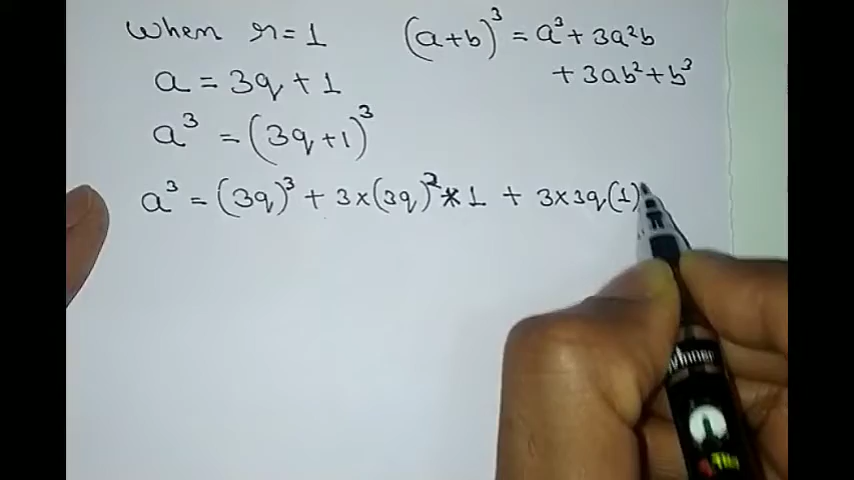 When r = 1
(a+b)³ = a³ + 3a²b
+ 3ab² + b³
a = 3q + 1
a³ = (3q+1)³
a³ = (3q)³ + 3×(3q)² * 1 + 3×3q(1)
Winner